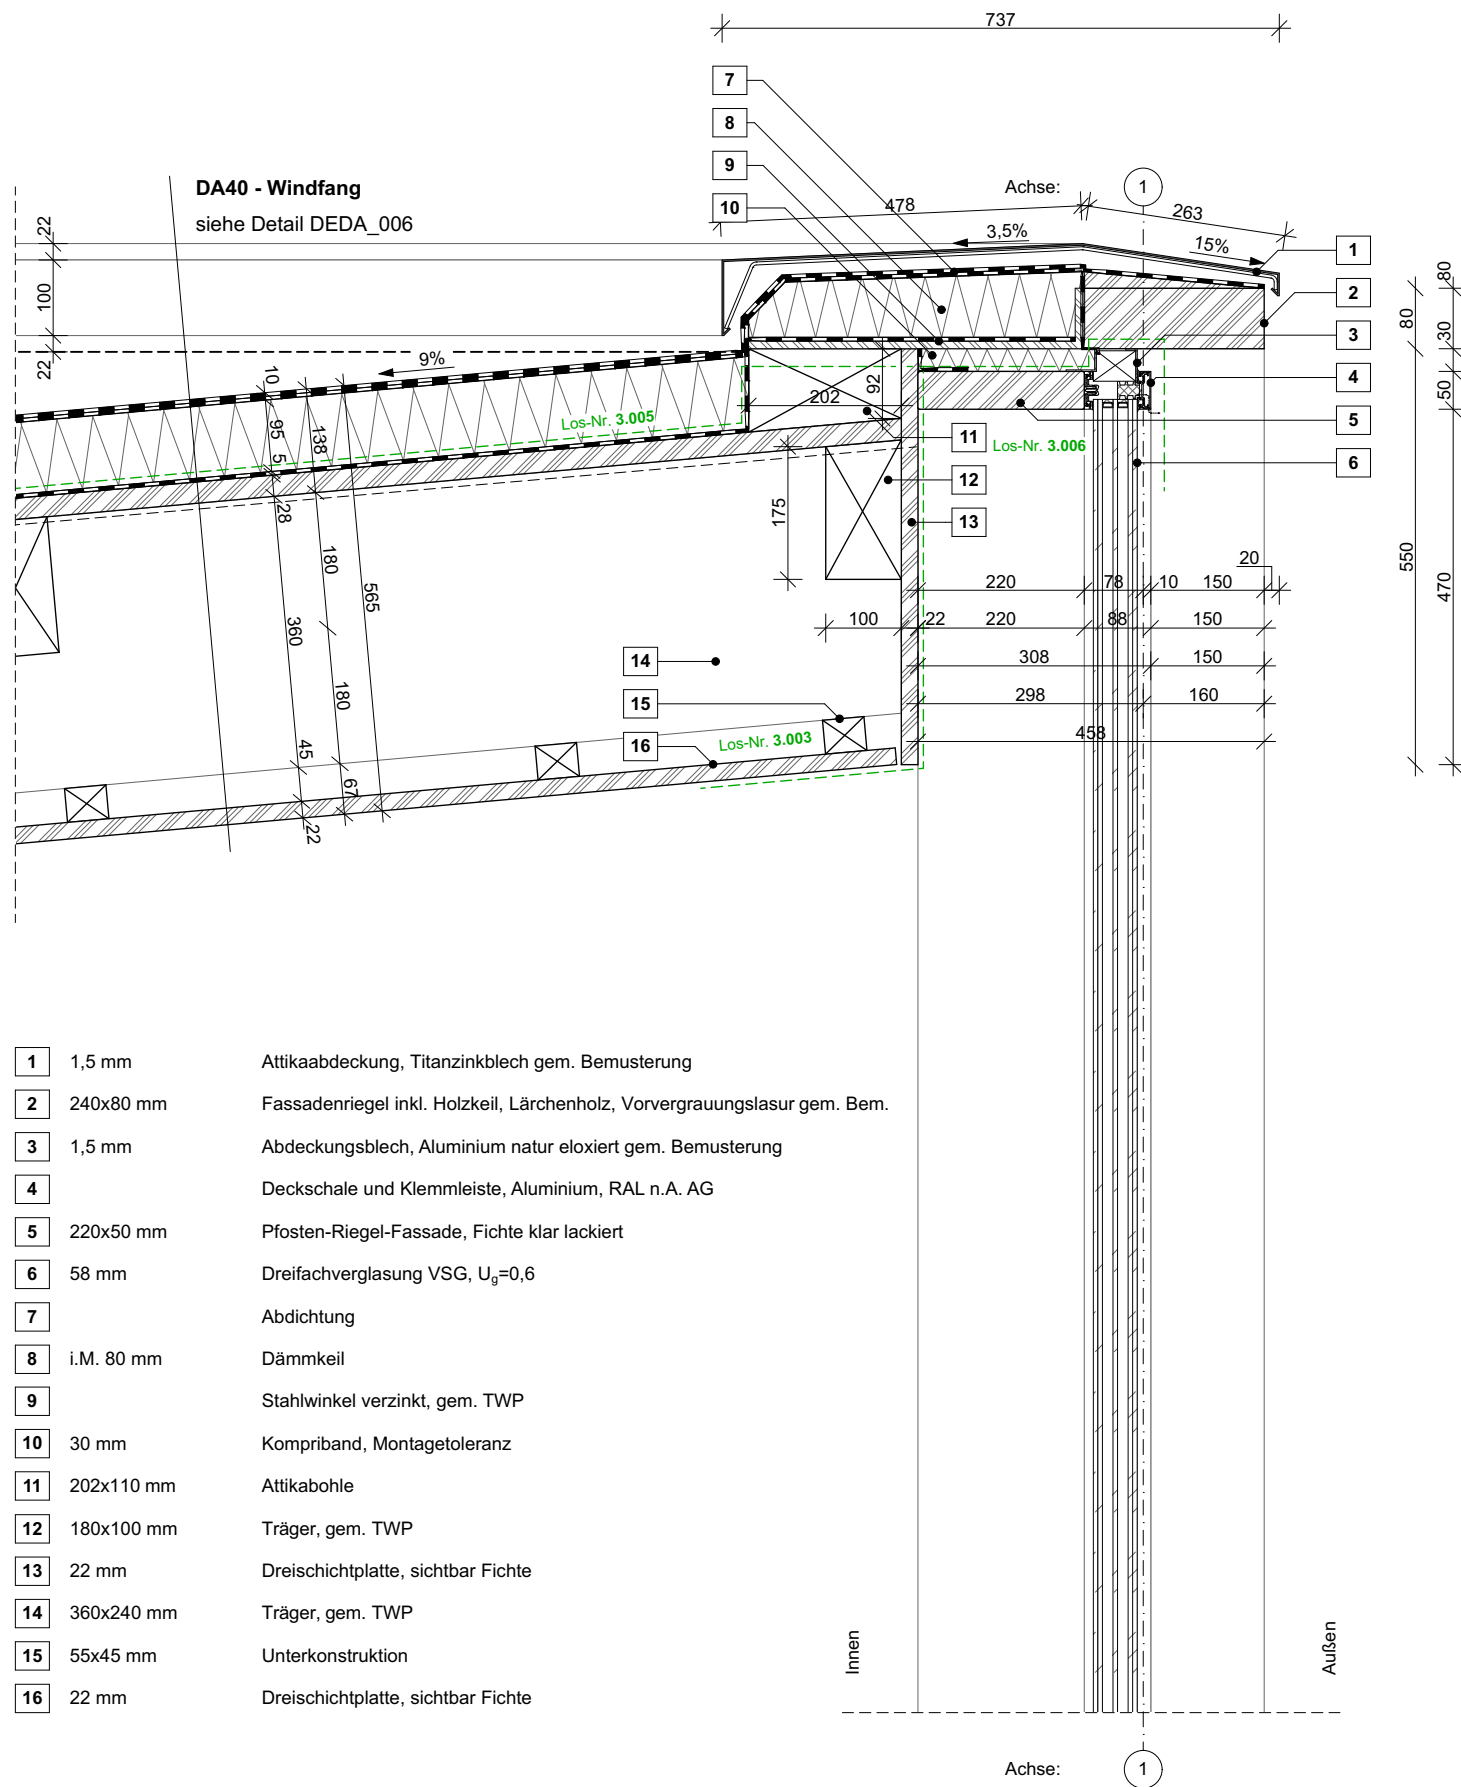 737
7
8
9
10
DA40 - Windfang
siehe Detail DEDA_006
Achse:
1
478
263
3,5%
15%
1
2
3
4
5
6
22
100
22
9%
10
95
5
28
138
180
565
360
180
45
67
22
Los-Nr. 3.005
92
202
11
12
13
Los-Nr. 3.006
175
80
30
50
80
550
470
20
220
78
10
150
100
22
220
88
150
308
150
298
160
458
14
15
16
Los-Nr. 3.003
1 1,5 mm Attikaabdeckung, Titanzinkblech gem. Bemusterung
2 240x80 mm Fassadenriegel inkl. Holzkeil, Lärchenholz, Vorvergrauungslasur gem. Bem.
3 1,5 mm Abdeckungsblech, Aluminium natur eloxiert gem. Bemusterung
4 Deckschale und Klemmleiste, Aluminium, RAL n.A. AG
5 220x50 mm Pfosten-Riegel-Fassade, Fichte klar lackiert
6 58 mm Dreifachverglasung VSG, Ug=0,6
7 Abdichtung
8 i.M. 80 mm Dämmkeil
9 Stahlwinkel verzinkt, gem. TWP
10 30 mm Kompriband, Montagetoleranz
11 202x110 mm Attikabohle
12 180x100 mm Träger, gem. TWP
13 22 mm Dreischichtplatte, sichtbar Fichte
14 360x240 mm Träger, gem. TWP
15 55x45 mm Unterkonstruktion
16 22 mm Dreischichtplatte, sichtbar Fichte
Innen
Außen
Achse:
1